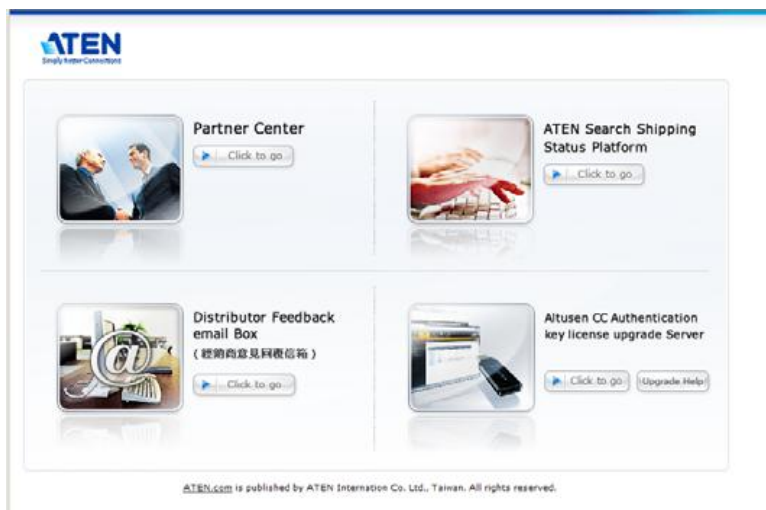 ATEN
Simply Better Connections
Partner Center
Click to go
ATEN Search Shipping
Status Platform
Click to go
Distributor Feedback
email Box
(經銷商意見回覆信箱)
Click to go
Altusen CC Authentication
key license upgrade Server
Click to go
Upgrade Help!
ATEN.com is published by ATEN Internation Co. Ltd., Taiwan. All rights reserved.